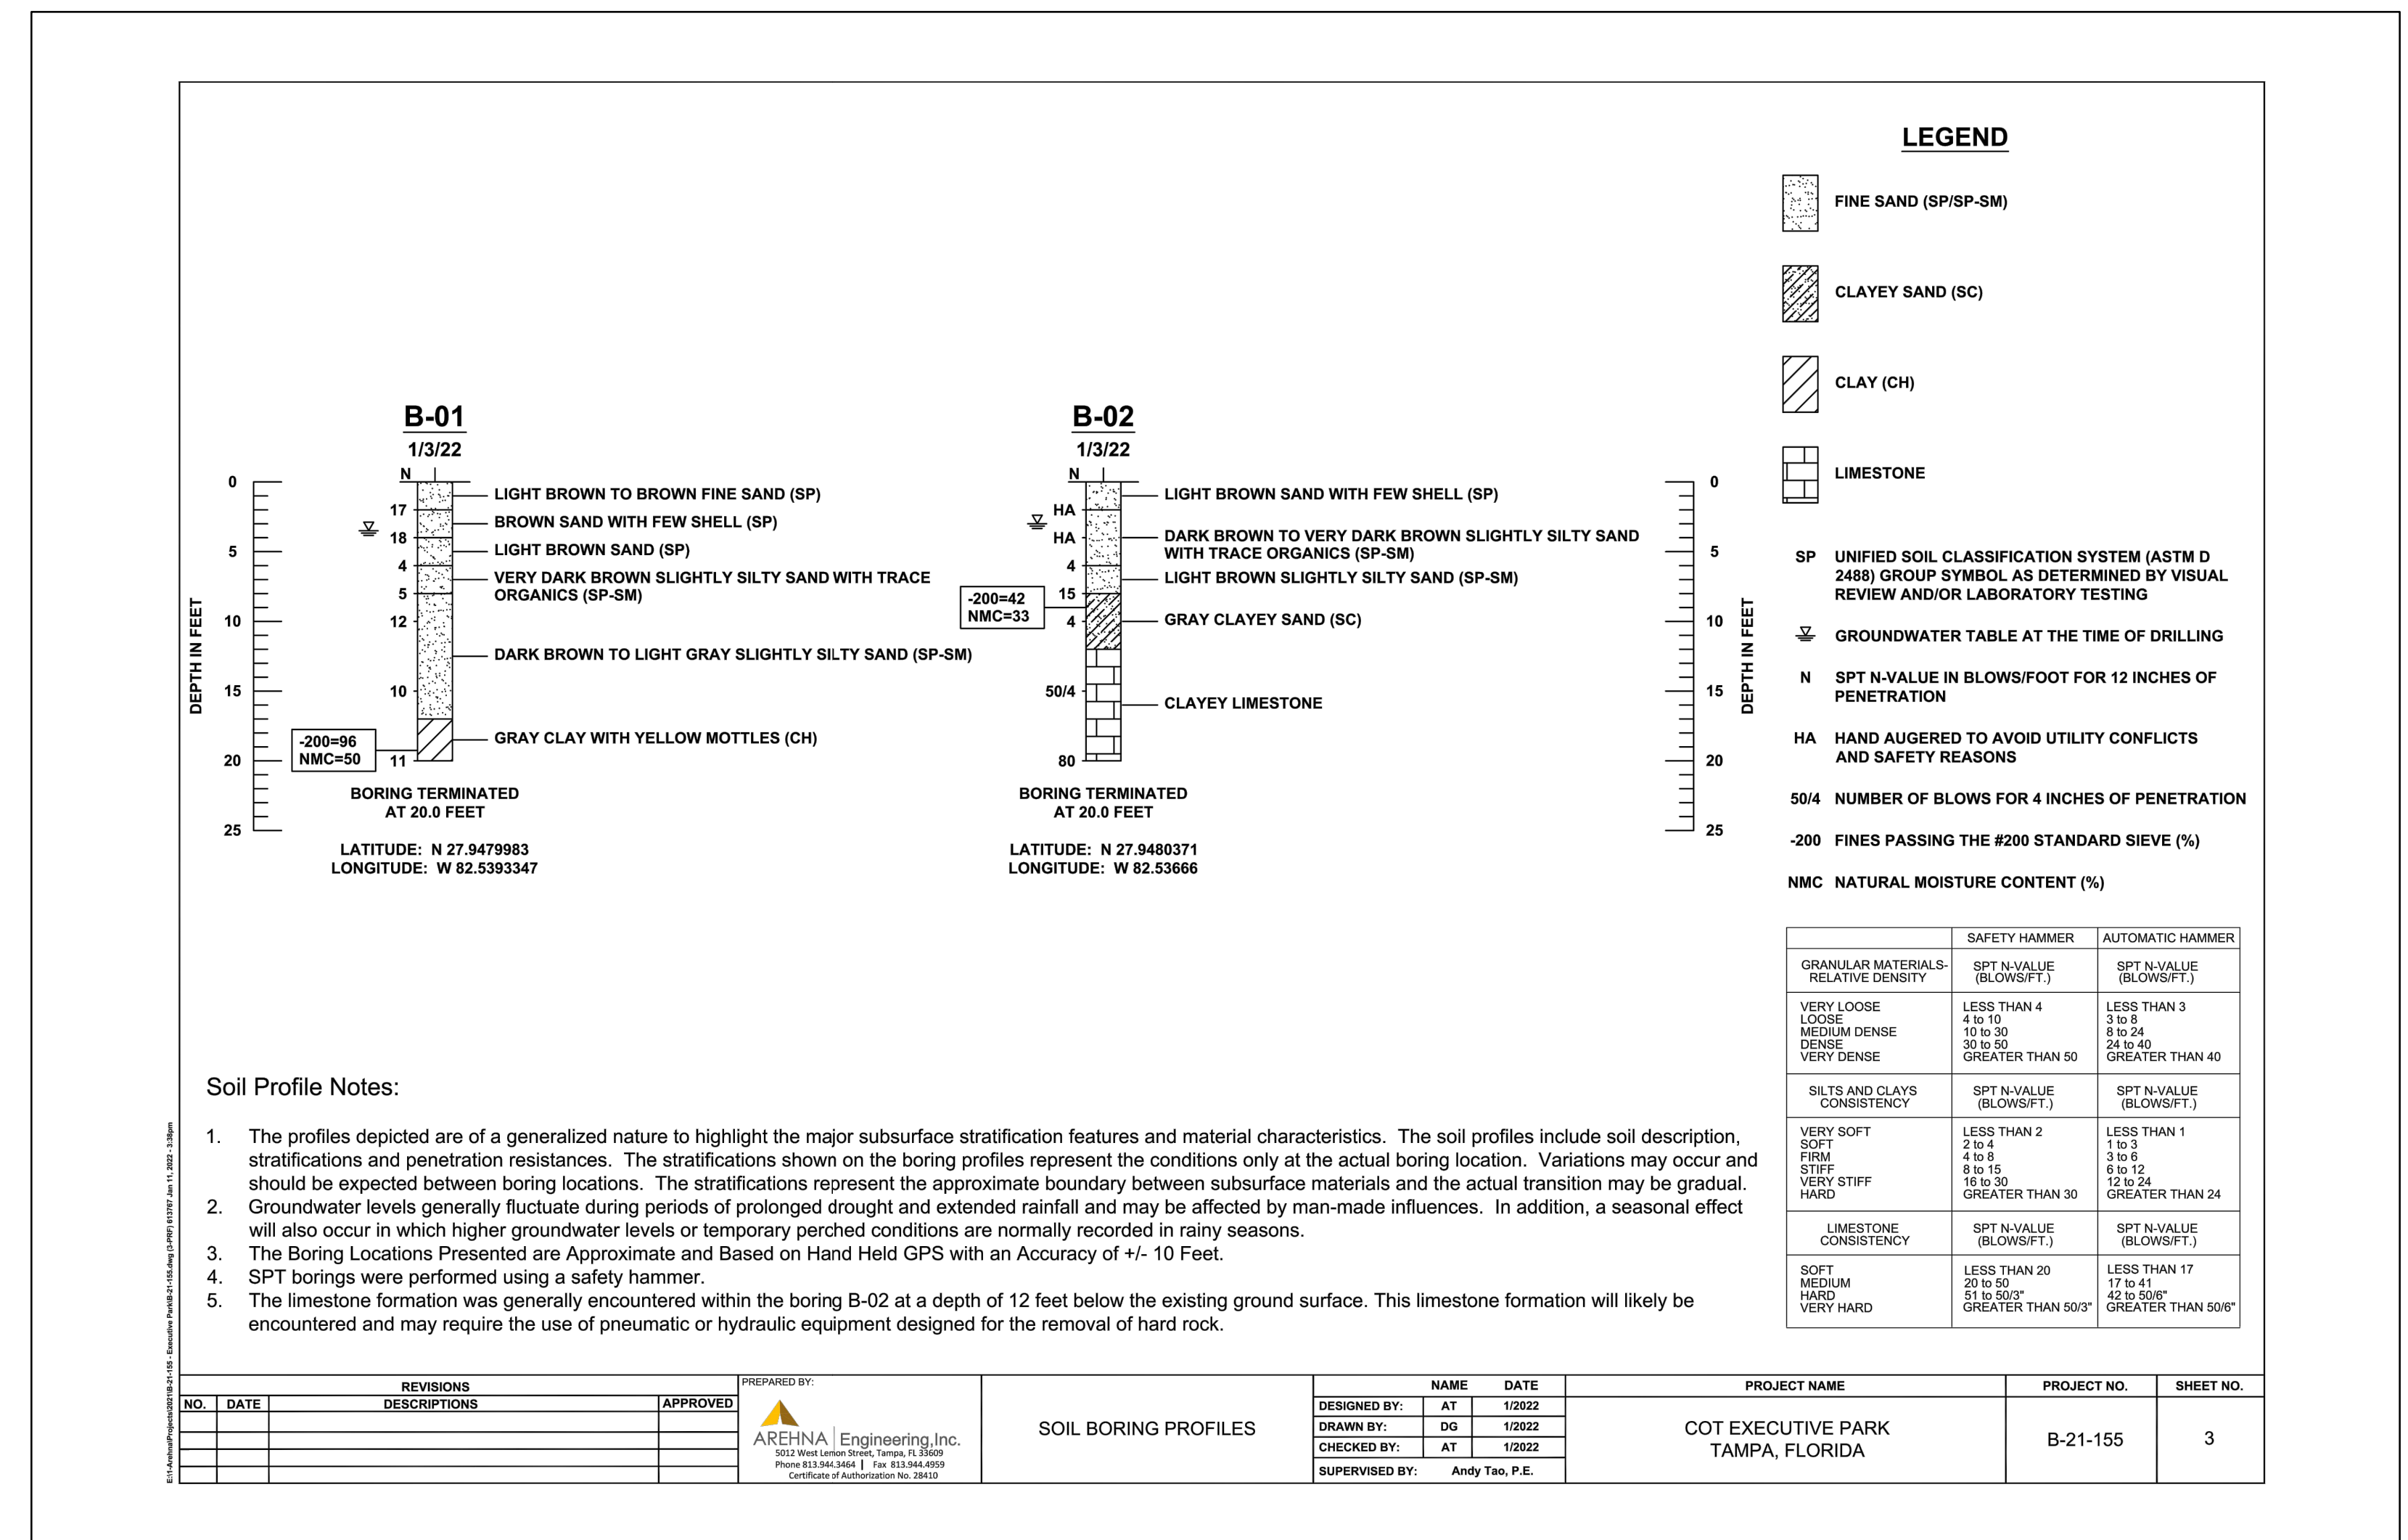 LEGEND
FINE SAND (SP/SP-SM)
CLAYEY SAND (SC)
CLAY (CH)
LIMESTONE
SP UNIFIED SOIL CLASSIFICATION SYSTEM (ASTM D
2488) GROUP SYMBOL AS DETERMINED BY VISUAL
REVIEW AND/OR LABORATORY TESTING
GROUNDWATER TABLE AT THE TIME OF DRILLING
N SPT N-VALUE IN BLOWS/FOOT FOR 12 INCHES OF
PENETRATION
HA HAND AUGERED TO AVOID UTILITY CONFLICTS
AND SAFETY REASONS
50/4 NUMBER OF BLOWS FOR 4 INCHES OF PENETRATION
-200 FINES PASSING THE #200 STANDARD SIEVE (%)
NMC NATURAL MOISTURE CONTENT (%)
B-01
1/3/22
N
DEPTH IN FEET
0
5
10
15
20
25
17
18
4
5
12
10
11
LIGHT BROWN TO BROWN FINE SAND (SP)
BROWN SAND WITH FEW SHELL (SP)
LIGHT BROWN SAND (SP)
VERY DARK BROWN SLIGHTLY SILTY SAND WITH TRACE
ORGANICS (SP-SM)
DARK BROWN TO LIGHT GRAY SLIGHTLY SILTY SAND (SP-SM)
GRAY CLAY WITH YELLOW MOTTLES (CH)
-200=96
NMC=50
BORING TERMINATED
AT 20.0 FEET
LATITUDE: N 27.9479983
LONGITUDE: W 82.5393347
B-02
1/3/22
N
HA
HA
4
15
4
50/4
80
LIGHT BROWN SAND WITH FEW SHELL (SP)
DARK BROWN TO VERY DARK BROWN SLIGHTLY SILTY SAND
WITH TRACE ORGANICS (SP-SM)
LIGHT BROWN SLIGHTLY SILTY SAND (SP-SM)
GRAY CLAYEY SAND (SC)
CLAYEY LIMESTONE
-200=42
NMC=33
BORING TERMINATED
AT 20.0 FEET
LATITUDE: N 27.9480371
LONGITUDE: W 82.53666
0
5
10
15
20
25
DEPTH IN FEET
SAFETY HAMMER AUTOMATIC HAMMER
GRANULAR MATERIALS- SPT N-VALUE SPT N-VALUE
RELATIVE DENSITY (BLOWS/FT.) (BLOWS/FT.)
VERY LOOSE LESS THAN 4 LESS THAN 3
LOOSE 4 to 10 3 to 8
MEDIUM DENSE 10 to 30 8 to 24
DENSE 30 to 50 24 to 40
VERY DENSE GREATER THAN 50 GREATER THAN 40
SILTS AND CLAYS SPT N-VALUE SPT N-VALUE
CONSISTENCY (BLOWS/FT.) (BLOWS/FT.)
VERY SOFT LESS THAN 2 LESS THAN 1
SOFT 2 to 4 1 to 3
FIRM 4 to 8 3 to 6
STIFF 8 to 15 6 to 12
VERY STIFF 16 to 30 12 to 24
HARD GREATER THAN 30 GREATER THAN 24
LIMESTONE SPT N-VALUE SPT N-VALUE
CONSISTENCY (BLOWS/FT.) (BLOWS/FT.)
SOFT LESS THAN 20 LESS THAN 17
MEDIUM 20 to 50 17 to 41
HARD 51 to 50/3" 42 to 50/6"
VERY HARD GREATER THAN 50/3" GREATER THAN 50/6"
Soil Profile Notes:
1. The profiles depicted are of a generalized nature to highlight the major subsurface stratification features and material characteristics. The soil profiles include soil description,
stratifications and penetration resistances. The stratifications shown on the boring profiles represent the conditions only at the actual boring location. Variations may occur and
should be expected between boring locations. The stratifications represent the approximate boundary between subsurface materials and the actual transition may be gradual.
2. Groundwater levels generally fluctuate during periods of prolonged drought and extended rainfall and may be affected by man-made influences. In addition, a seasonal effect
will also occur in which higher groundwater levels or temporary perched conditions are normally recorded in rainy seasons.
3. The Boring Locations Presented are Approximate and Based on Hand Held GPS with an Accuracy of +/- 10 Feet.
4. SPT borings were performed using a safety hammer.
5. The limestone formation was generally encountered within the boring B-02 at a depth of 12 feet below the existing ground surface. This limestone formation will likely be
encountered and may require the use of pneumatic or hydraulic equipment designed for the removal of hard rock.
E:\1-Arehna\Projects\2021\B-21-155 - Executive Park\B-21-155.dwg (3-PRF) 613767 Jan 11, 2022 - 3:38pm
REVISIONS
NO. DATE DESCRIPTIONS APPROVED
PREPARED BY:
AREHNA Engineering,Inc.
5012 West Lemon Street, Tampa, FL 33609
Phone 813.944.3464 | Fax 813.944.4959
Certificate of Authorization No. 28410
SOIL BORING PROFILES
NAME DATE
DESIGNED BY: AT 1/2022
DRAWN BY: DG 1/2022
CHECKED BY: AT 1/2022
SUPERVISED BY: Andy Tao, P.E.
PROJECT NAME
COT EXECUTIVE PARK
TAMPA, FLORIDA
PROJECT NO.
B-21-155
SHEET NO.
3